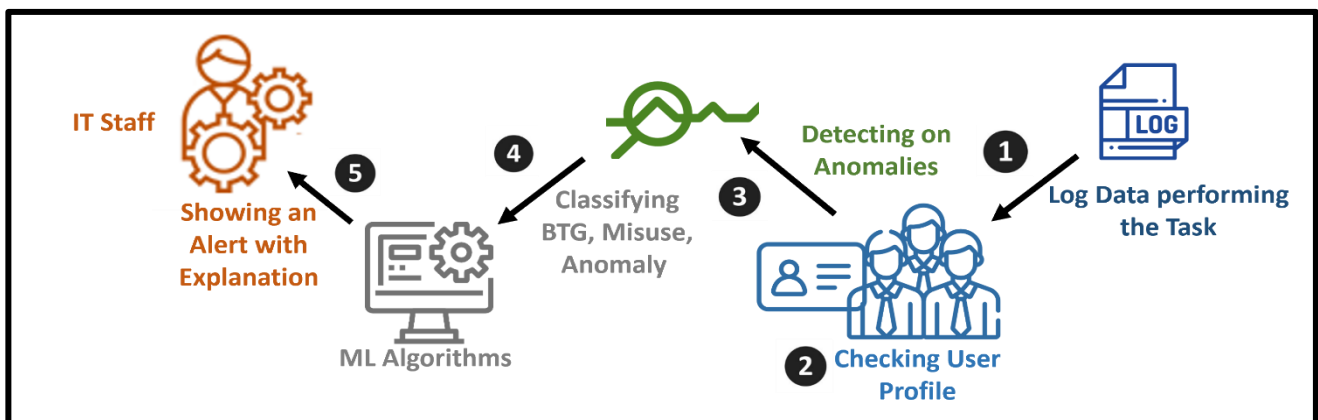 IT Staff
5
Showing an
Alert with
Explanation
ML Algorithms
4
Classifying
BTG, Misuse,
Anomaly
Detecting on
Anomalies
3
1
LOG
Log Data performing
the Task
2
Checking User
Profile